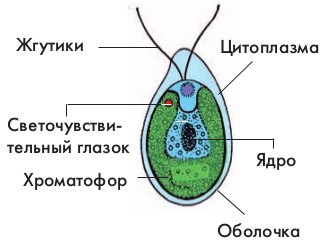 Жгутики
Цитоплазма
Светочувстви-
тельный глазок
Ядро
Хроматофор
Оболочка